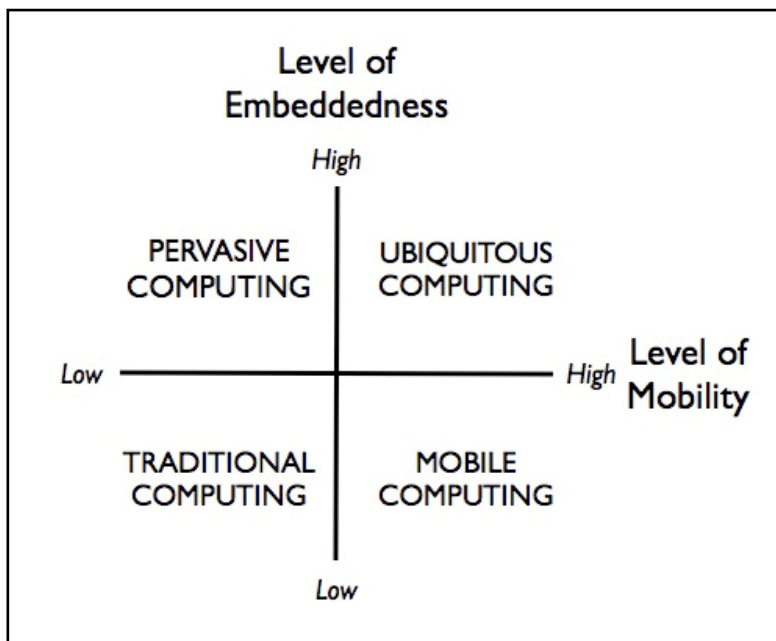 Level of
Embeddedness
High
PERVASIVE
COMPUTING
UBIQUITOUS
COMPUTING
Low
High
Level of
Mobility
TRADITIONAL
COMPUTING
MOBILE
COMPUTING
Low